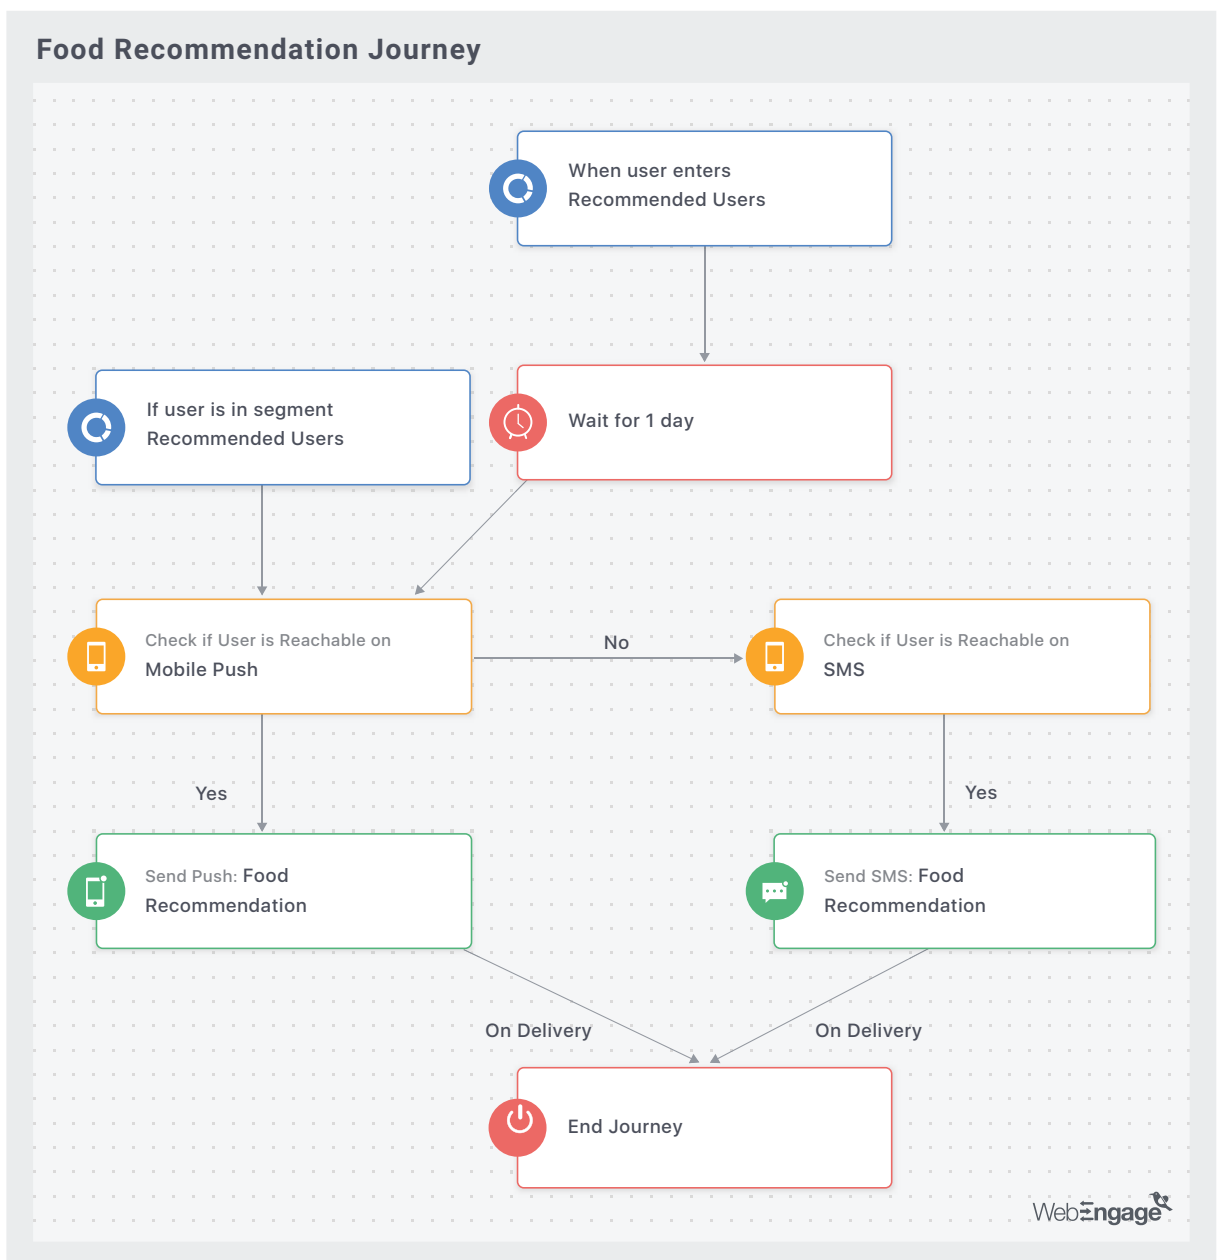 Food Recommendation Journey
When user enters
Recommended Users
If user is in segment
Recommended Users
Wait for 1 day
Check if User is Reachable on
Mobile Push
No
Check if User is Reachable on
SMS
Yes
Yes
Send Push: Food
Recommendation
Send SMS: Food
Recommendation
On Delivery
On Delivery
End Journey
WebEngage